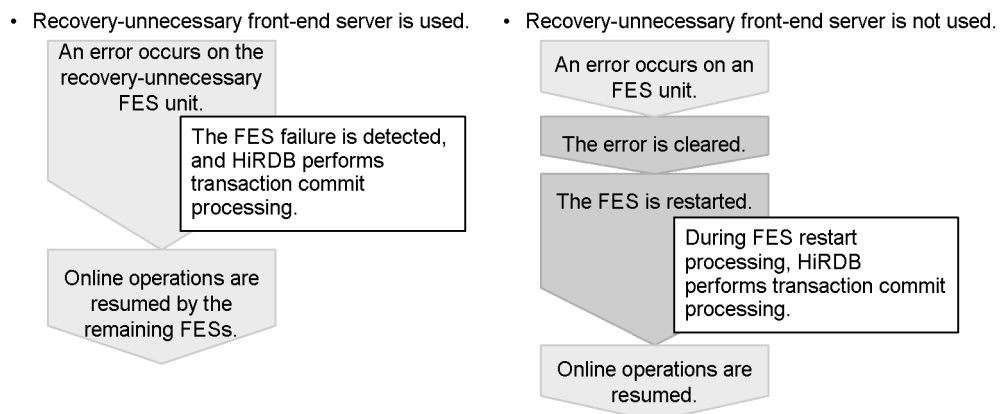 • Recovery-unnecessary front-end server is used.
An error occurs on the
recovery-unnecessary
FES unit.
The FES failure is detected,
and HiRDB performs
transaction commit
processing.
Online operations are
resumed by the
remaining FESs.
• Recovery-unnecessary front-end server is not used.
An error occurs on an
FES unit.
The error is cleared.
The FES is restarted.
During FES restart
processing, HiRDB
performs transaction commit
processing.
Online operations are
resumed.